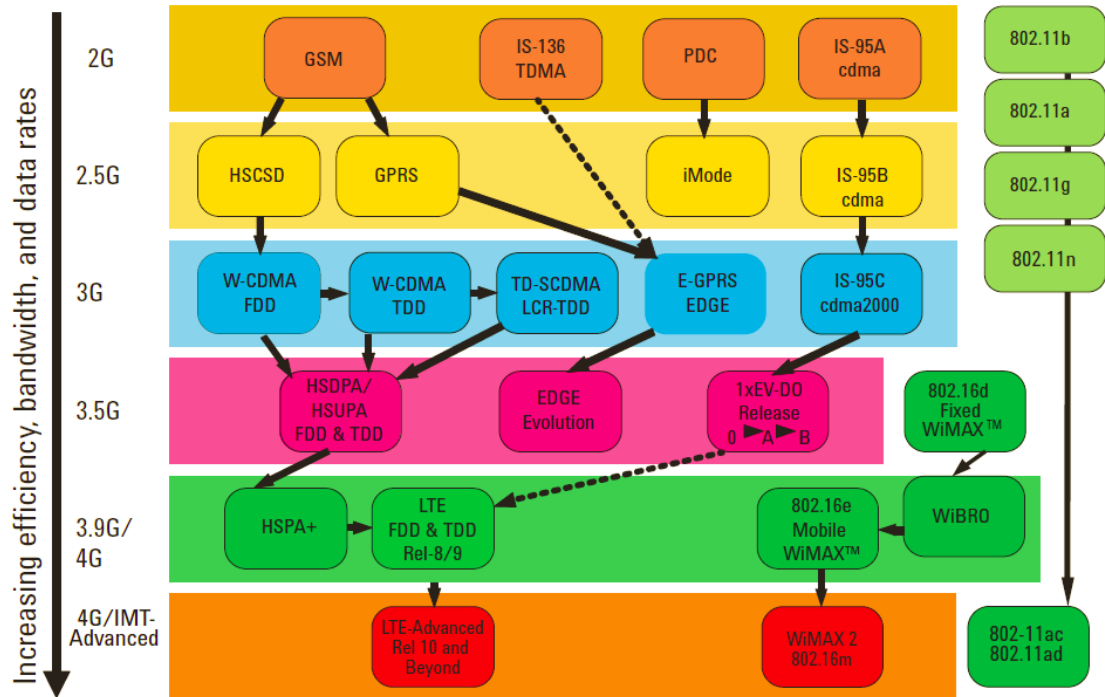 Increasing efficiency, bandwidth, and data rates
2G
GSM
IS-136
TDMA
PDC
IS-95A
cdma
802.11b
802.11a
2.5G
HSCSD
GPRS
iMode
IS-95B
cdma
802.11g
802.11n
3G
W-CDMA
FDD
W-CDMA
TDD
TD-SCDMA
LCR-TDD
E-GPRS
EDGE
IS-95C
cdma2000
3.5G
HSDPA/
HSUPA
FDD & TDD
EDGE
Evolution
1xEV-DO
Release
0 ► A ► B
802.16d
Fixed
WiMAX™
3.9G/
4G
HSPA+
LTE
FDD & TDD
Rel-8/9
802.16e
Mobile
WiMAX™
WiBRO
4G/IMT-
Advanced
LTE-Advanced
Rel 10 and
Beyond
WiMAX 2
802.16m
802-11ac
802.11ad